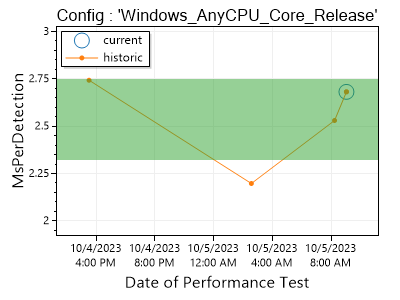 Config : 'Windows_AnyCPU_Core_Release'
current
historic
3
2.75
2.5
2.25
2
MsPerDetection
10/4/2023 10/4/2023 10/5/2023 10/5/2023 10/5/2023
4:00 PM 8:00 PM 12:00 AM 4:00 AM 8:00 AM
Date of Performance Test